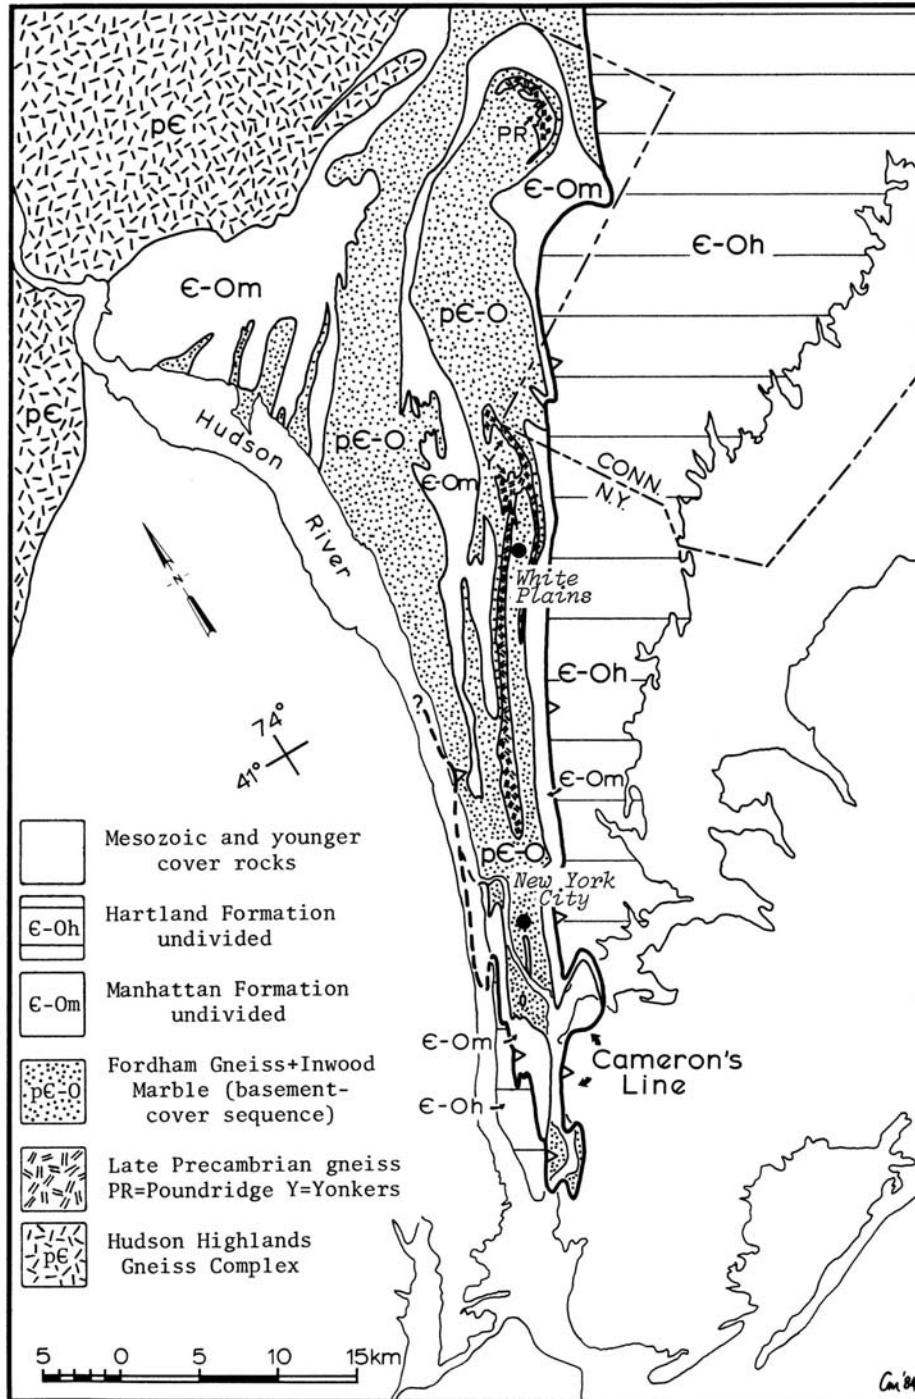 pЄ
PR
Є-Om
Є-Oh
Є-Om
pЄ-O
pЄ
Hudson
River
pЄ-O
Є-Om
Y
CONN.
N.Y.
White
Plains
N
Є-Oh
?
74°
41°
Є-Om
pЄ-O
New York
City
Є-Om
Є-Oh
Cameron's
Line
Mesozoic and younger
cover rocks
Є-Oh
Hartland Formation
undivided
Є-Om
Manhattan Formation
undivided
pЄ-O
Fordham Gneiss+Inwood
Marble (basement-
cover sequence)
Late Precambrian gneiss
PR=Poundridge Y=Yonkers
pЄ
Hudson Highlands
Gneiss Complex
5 0 5 10 15km